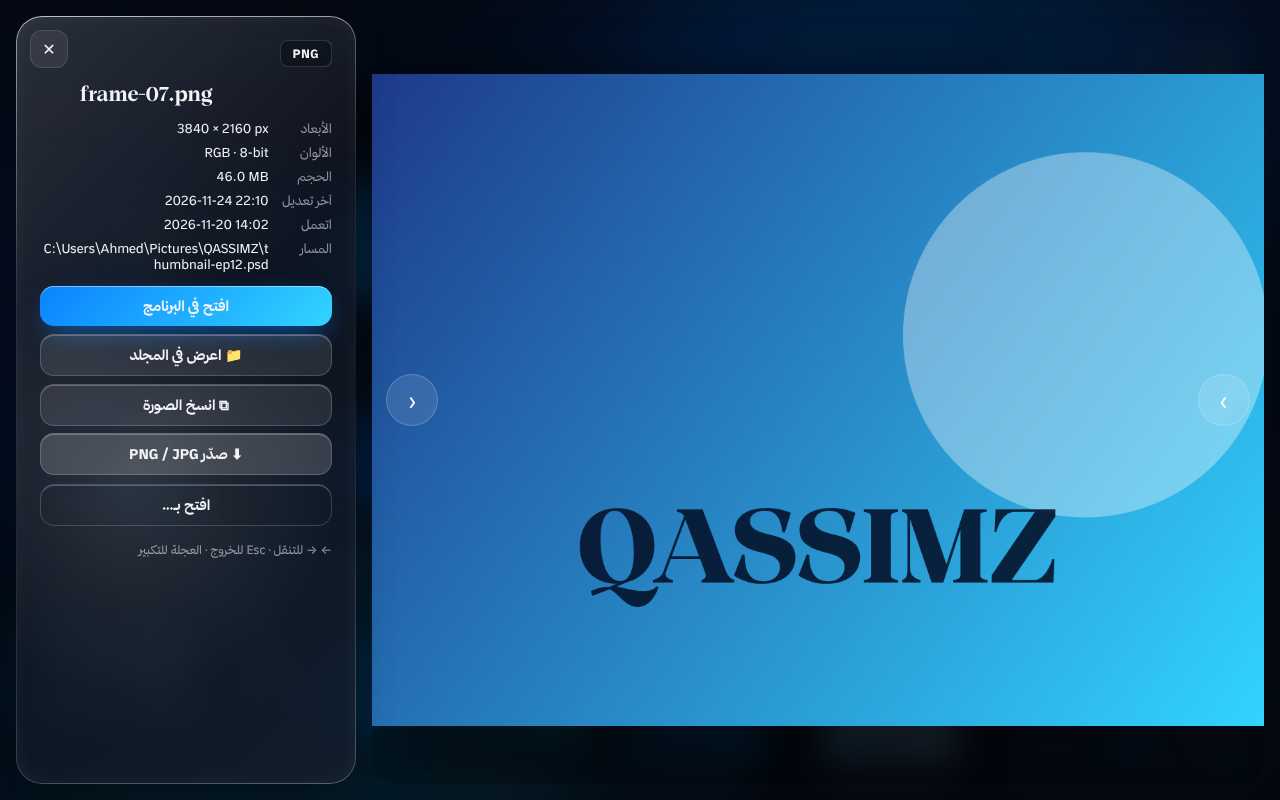 ×
PNG
frame-07.png
الأبعاد 3840 × 2160 px
الألوان RGB · 8-bit
الحجم 46.0 MB
آخر تعديل 2026-11-24 22:10
اتعمل 2026-11-20 14:02
المسار C:\Users\Ahmed\Pictures\QASSIMZ\t
humbnail-ep12.psd
افتح في البرنامج
📁 اعرض في المجلد
⧉ انسخ الصورة
⬇ صدّر PNG / JPG
افتح بـ...
← → للتنقل · Esc للخروج · العجلة للتكبير
QASSIMZ